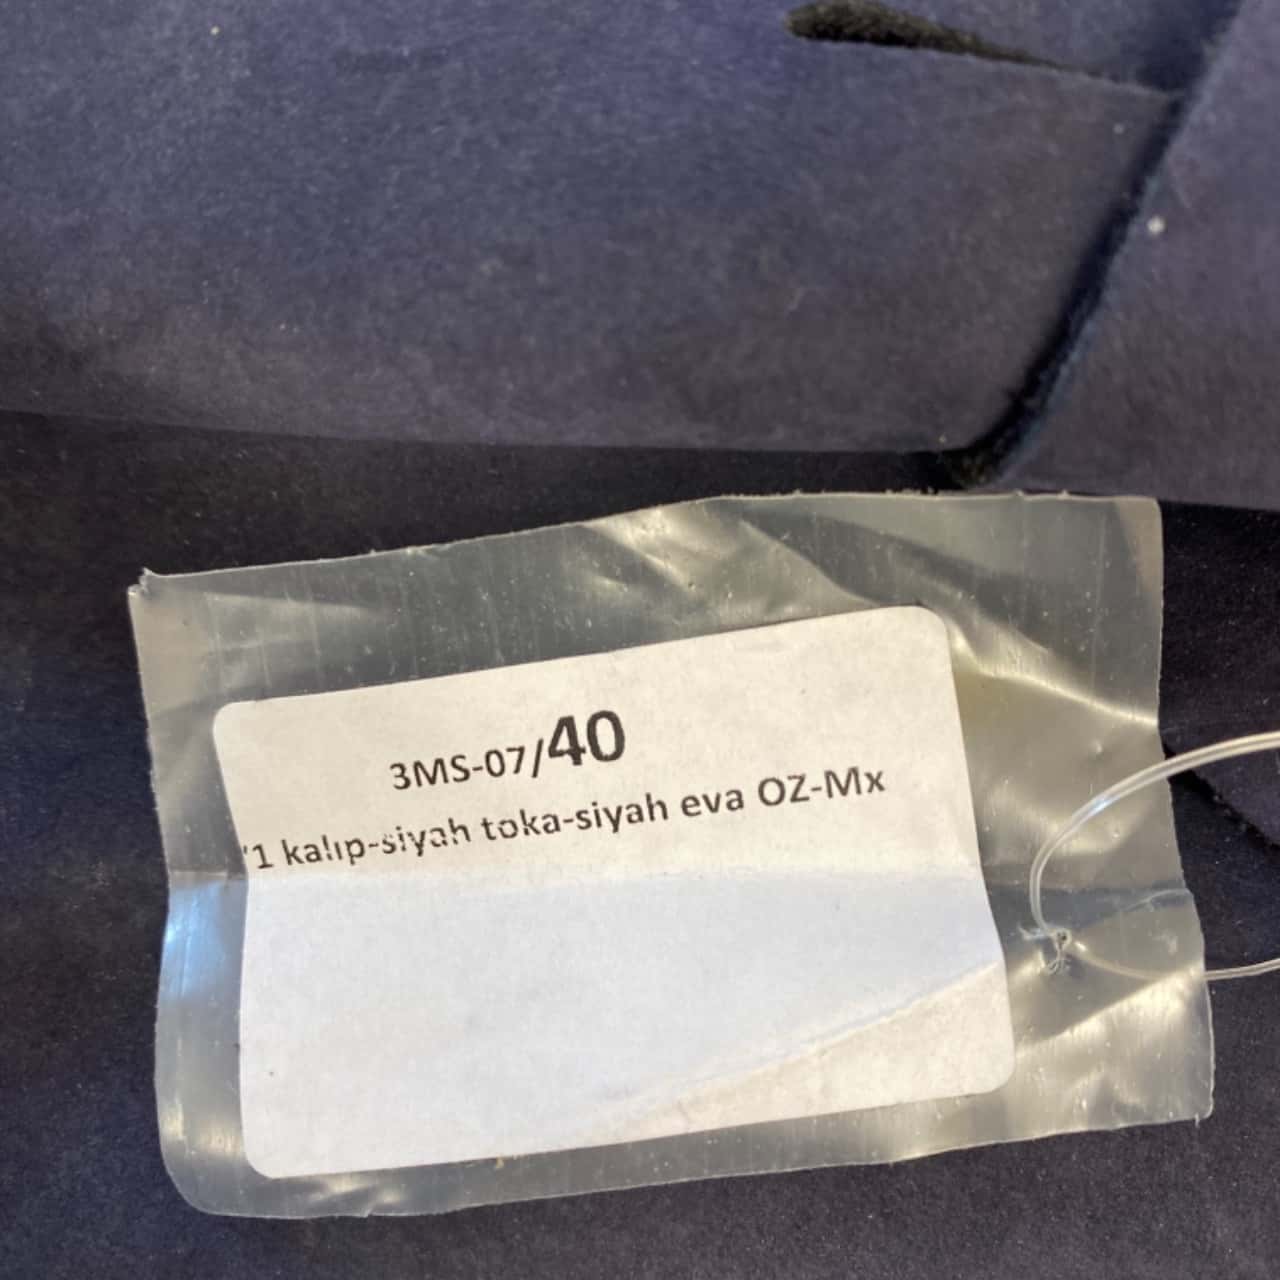 3MS-07/40
'1 kalıp-siyah toka-siyah eva OZ-Mx